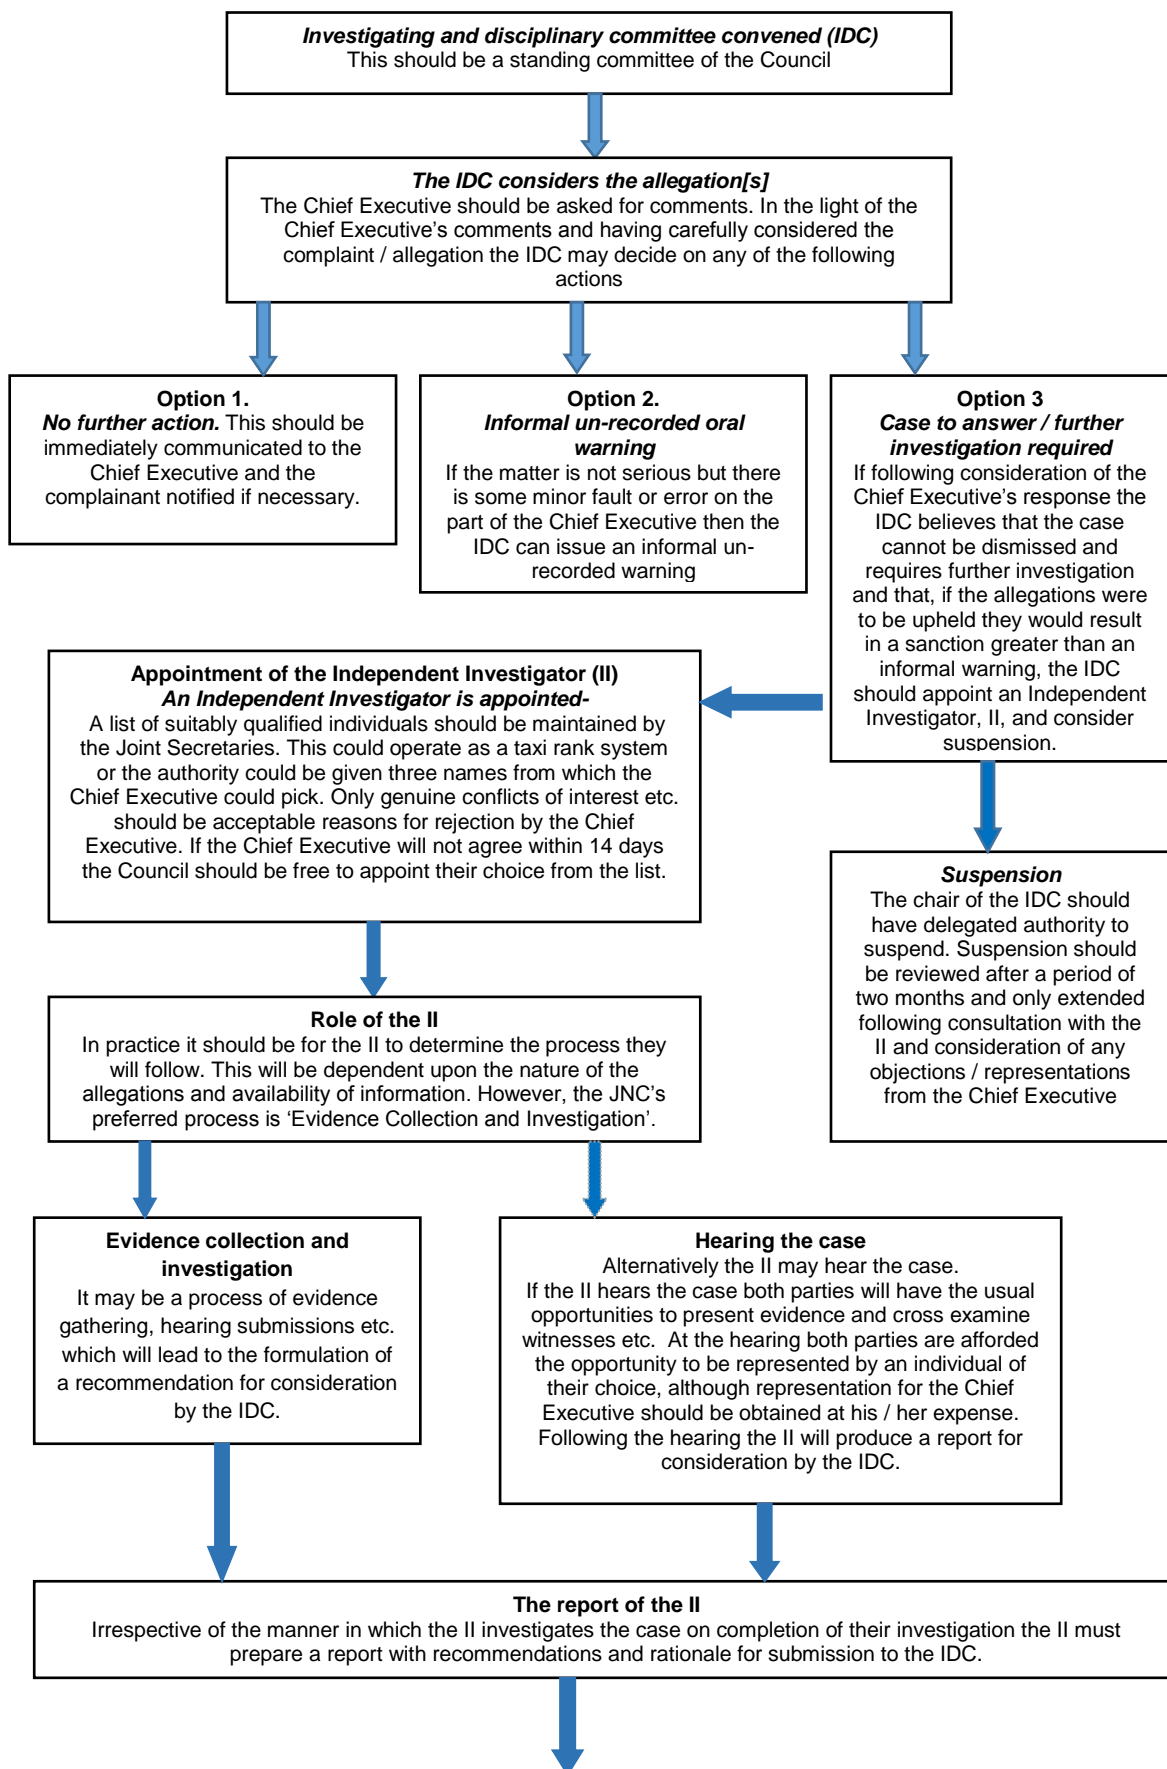 Investigating and disciplinary committee convened (IDC)
This should be a standing committee of the Council
The IDC considers the allegation[s]
The Chief Executive should be asked for comments. In the light of the
Chief Executive's comments and having carefully considered the
complaint / allegation the IDC may decide on any of the following
actions
Option 1.
No further action. This should be
immediately communicated to the
Chief Executive and the
complainant notified if necessary.
Option 2.
Informal un-recorded oral
warning
If the matter is not serious but there
is some minor fault or error on the
part of the Chief Executive then the
IDC can issue an informal un-
recorded warning
Option 3
Case to answer / further
investigation required
If following consideration of the
Chief Executive's response the
IDC believes that the case
cannot be dismissed and
requires further investigation
and that, if the allegations were
to be upheld they would result
in a sanction greater than an
informal warning, the IDC
should appoint an Independent
Investigator, II, and consider
suspension.
Appointment of the Independent Investigator (II)
An Independent Investigator is appointed-
A list of suitably qualified individuals should be maintained by
the Joint Secretaries. This could operate as a taxi rank system
or the authority could be given three names from which the
Chief Executive could pick. Only genuine conflicts of interest etc.
should be acceptable reasons for rejection by the Chief
Executive. If the Chief Executive will not agree within 14 days
the Council should be free to appoint their choice from the list.
Suspension
The chair of the IDC should
have delegated authority to
suspend. Suspension should
be reviewed after a period of
two months and only extended
following consultation with the
II and consideration of any
objections / representations
from the Chief Executive
Role of the II
In practice it should be for the II to determine the process they
will follow. This will be dependent upon the nature of the
allegations and availability of information. However, the JNC's
preferred process is 'Evidence Collection and Investigation'.
Evidence collection and
investigation
It may be a process of evidence
gathering, hearing submissions etc.
which will lead to the formulation of
a recommendation for consideration
by the IDC.
Hearing the case
Alternatively the II may hear the case.
If the II hears the case both parties will have the usual
opportunities to present evidence and cross examine
witnesses etc.  At the hearing both parties are afforded
the opportunity to be represented by an individual of
their choice, although representation for the Chief
Executive should be obtained at his / her expense.
Following the hearing the II will produce a report for
consideration by the IDC.
The report of the II
Irrespective of the manner in which the II investigates the case on completion of their investigation the II must
prepare a report with recommendations and rationale for submission to the IDC.